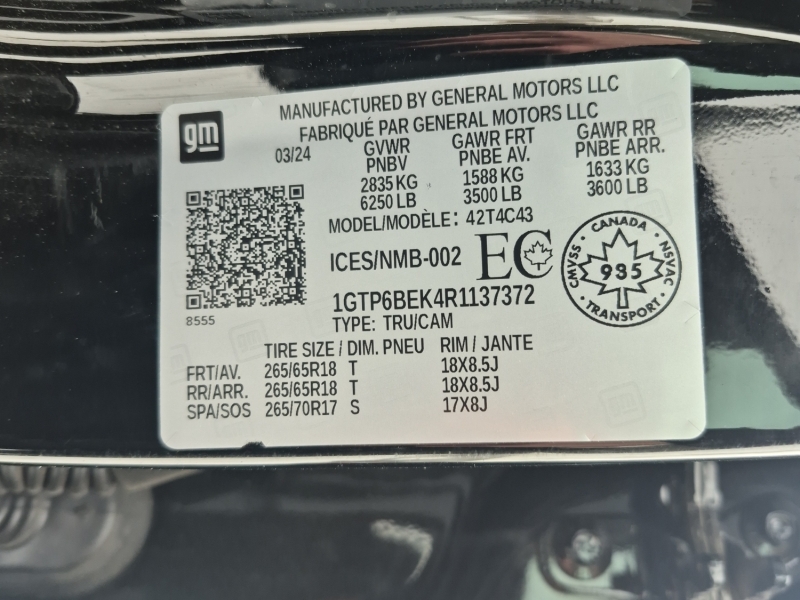 gm
MANUFACTURED BY GENERAL MOTORS LLC
FABRIQUÉ PAR GENERAL MOTORS LLC
03/24 GVWR GAWR FRT GAWR RR
PNBV PNBE AV. PNBE ARR.
2835 KG 1588 KG 1633 KG
6250 LB 3500 LB 3600 LB
MODEL/MODÈLE: 42T4C43
ICES/NMB-002 EC
CANADA
CMVSS 985 NSVAC
TRANSPORT
8555
1GTP6BEK4R1137372
TYPE: TRU/CAM
TIRE SIZE / DIM. PNEU RIM / JANTE
FRT/AV. 265/65R18 T 18X8.5J
RR/ARR. 265/65R18 T 18X8.5J
SPA/SOS 265/70R17 S 17X8J